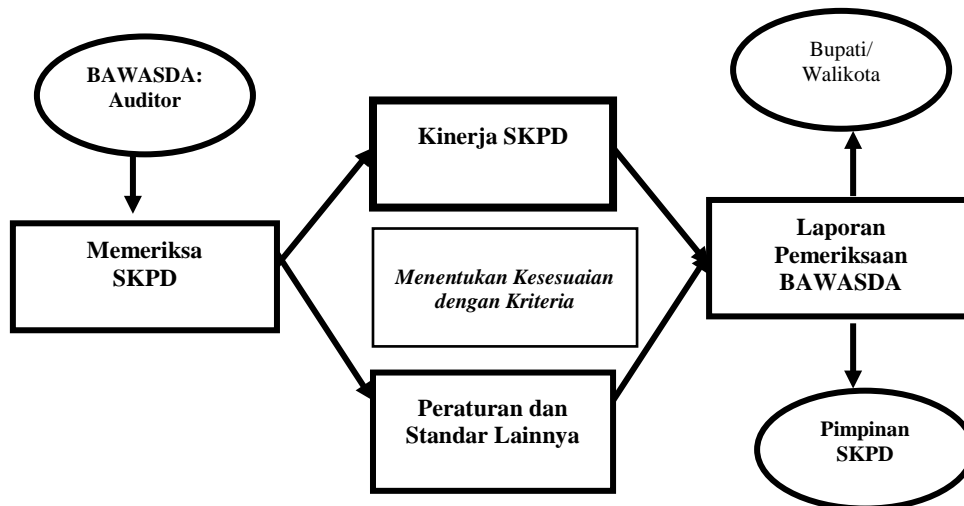 BAWASDA:
Auditor
Memeriksa
SKPD
Kinerja SKPD
Menentukan Kesesuaian
dengan Kriteria
Peraturan dan
Standar Lainnya
Bupati/
Walikota
Laporan
Pemeriksaan
BAWASDA
Pimpinan
SKPD